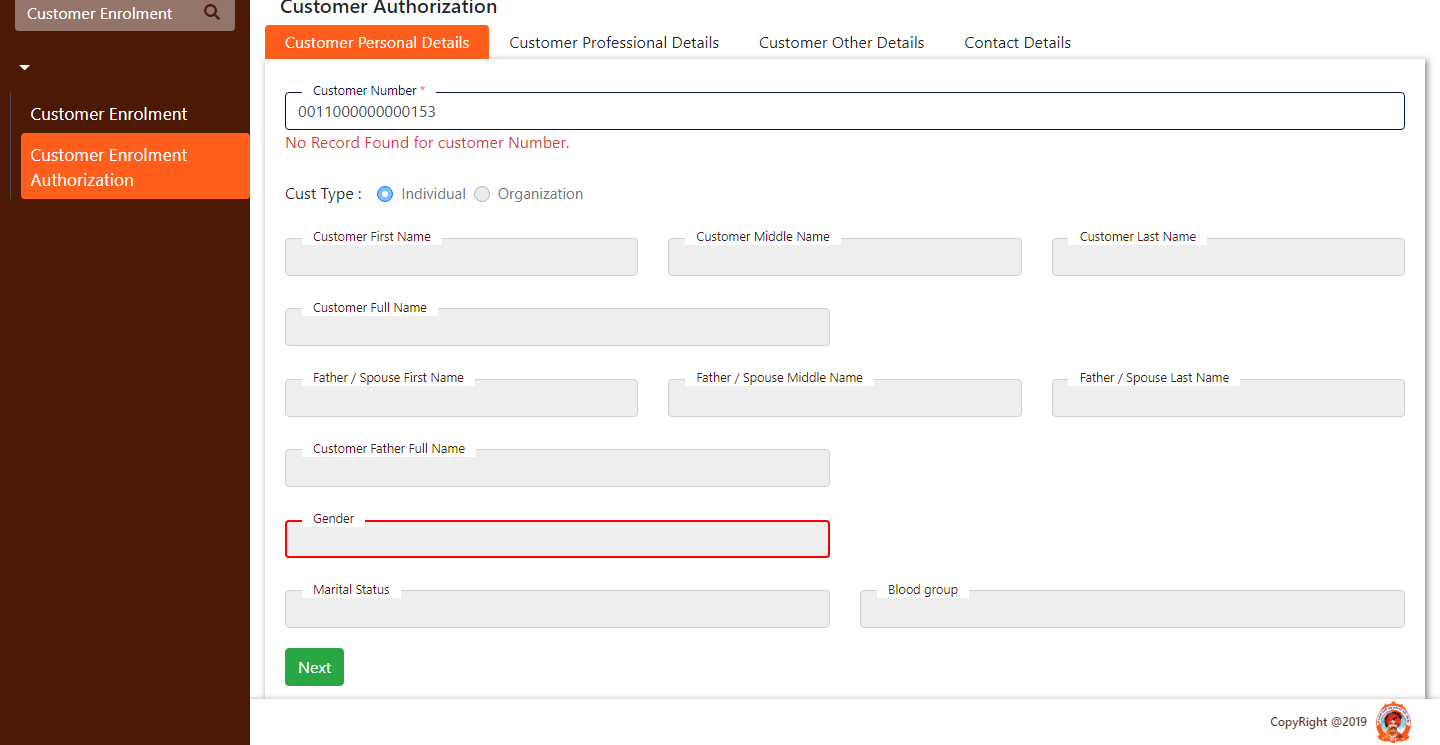 Customer Enrolment
Customer Authorization
Customer Personal Details Customer Professional Details Customer Other Details Contact Details
Customer Enrolment
Customer Enrolment
Authorization
Customer Number *
0011000000000153
No Record Found for customer Number.
Cust Type : Individual Organization
Customer First Name Customer Middle Name Customer Last Name
Customer Full Name
Father / Spouse First Name Father / Spouse Middle Name Father / Spouse Last Name
Customer Father Full Name
Gender
Marital Status Blood group
Next
CopyRight @2019